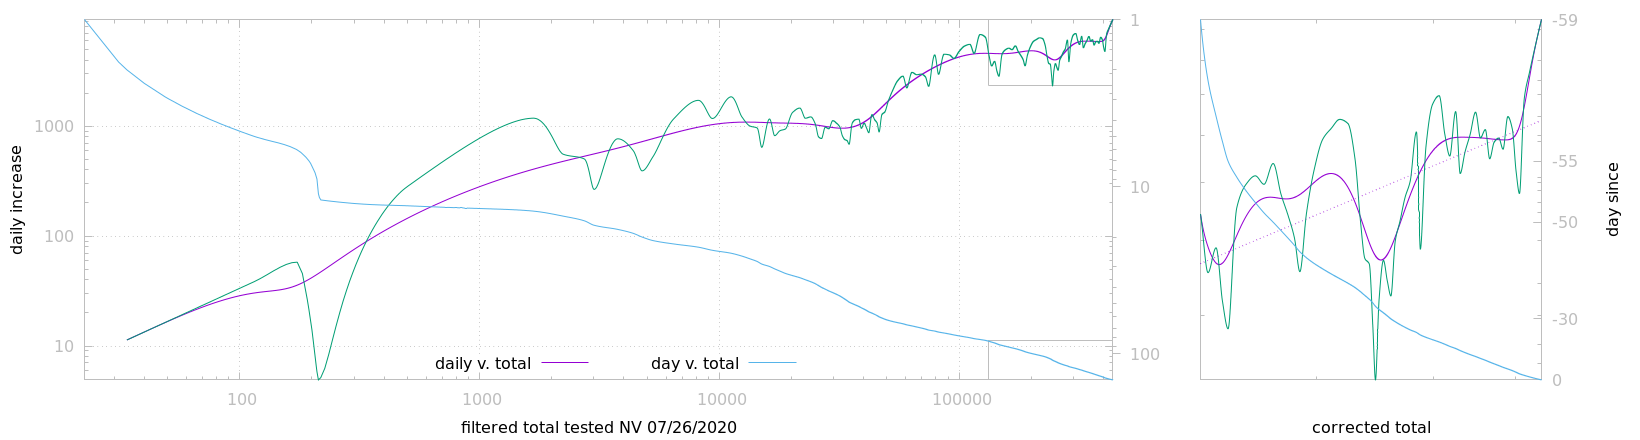 1
-59
1000
daily increase
-55
day since
10
100
-50
-30
10
daily v. total
day v. total
100
0
100
1000
10000
100000
filtered total tested NV 07/26/2020
corrected total